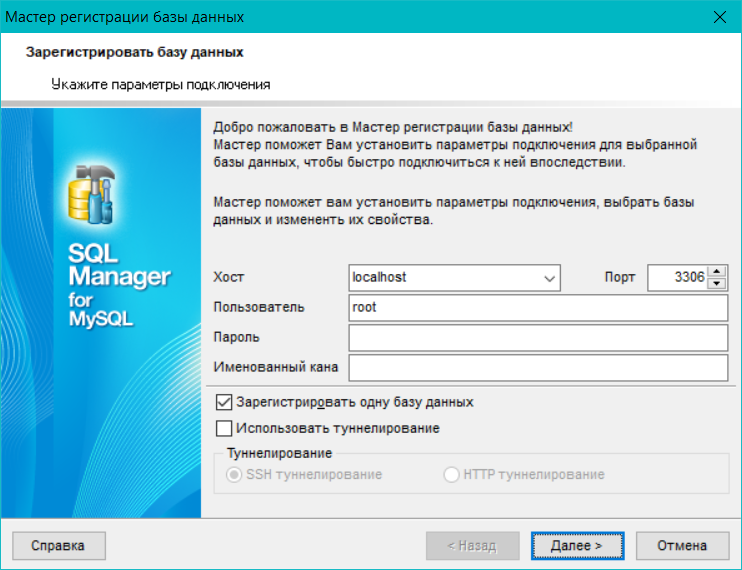 Мастер регистрации базы данных
Зарегистрировать базу данных
Укажите параметры подключения
Добро пожаловать в Мастер регистрации базы данных!
Мастер поможет Вам установить параметры подключения для выбранной
базы данных, чтобы быстро подключиться к ней впоследствии.
Мастер поможет вам установить параметры подключения, выбрать базы
данных и измененть их свойства.
SQL
Manager
for
MySQL
Хост localhost Порт 3306
Пользователь root
Пароль
Именованный кана
Зарегистрировать одну базу данных
Использовать туннелирование
Туннелирование
SSH туннелирование HTTP туннелирование
Справка < Назад Далее > Отмена